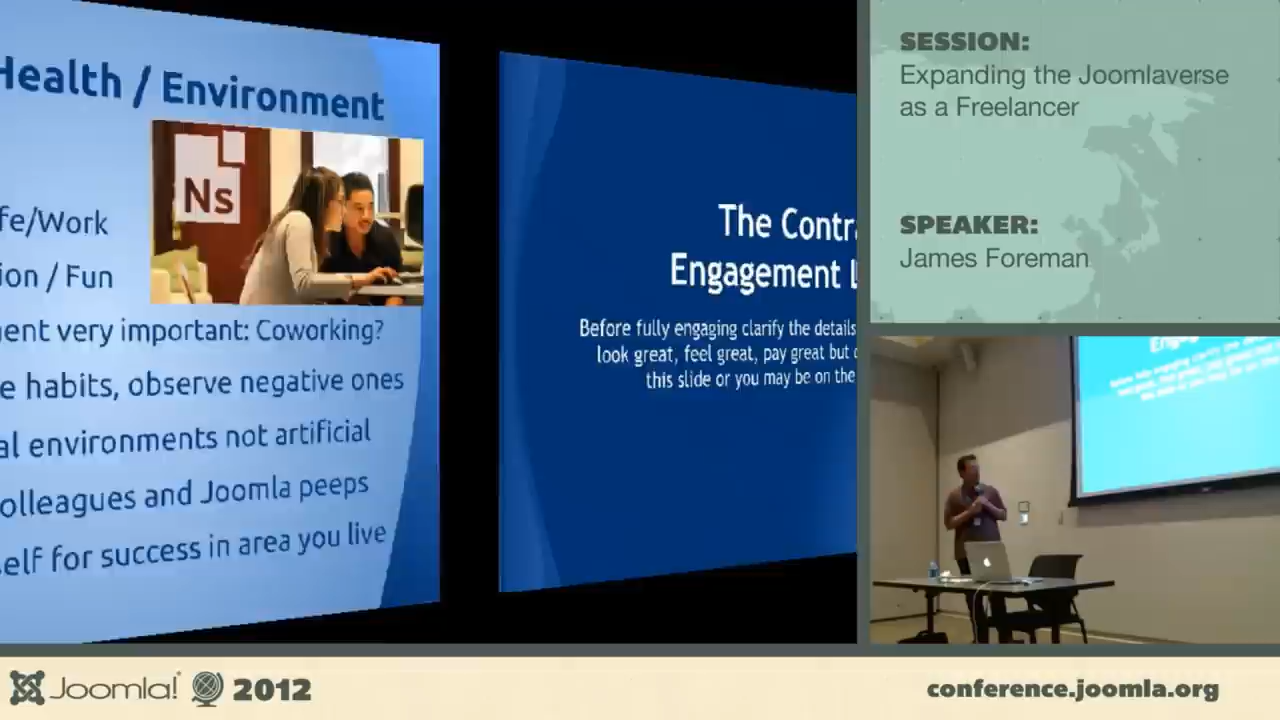 Health / Environment
Ns
fe/Work
ion / Fun
ent very important: Coworking?
e habits, observe negative ones
al environments not artificial
olleagues and Joomla peeps
elf for success in area you live
The Contra
Engagement L
Before fully engaging clarify the details
look great, feel great, pay great but
this slide or you may be on the
SESSION:
Expanding the Joomlaverse
as a Freelancer
SPEAKER:
James Foreman
Joomla! 2012
conference.joomla.org